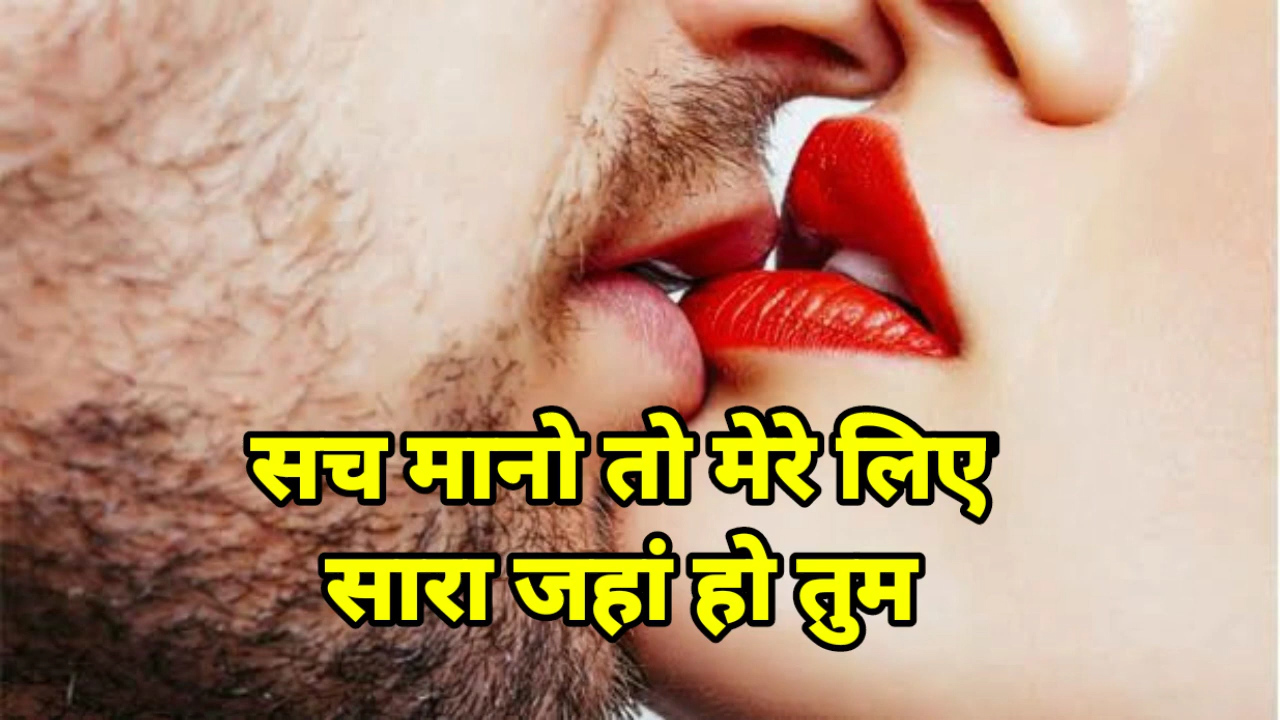 सच मानो तो मेरे लिए
सारा जहां हो तुम